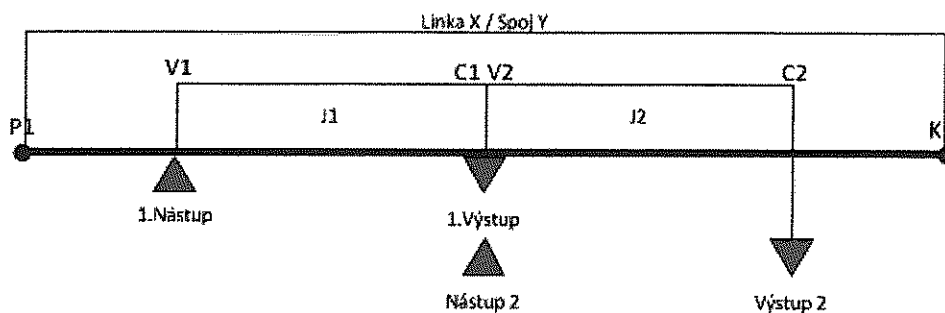 Linka X / Spoj Y
V1 C1 V2 C2
J1 J2
P1 K
1.Nástup 1.Výstup
Nástup 2 Výstup 2